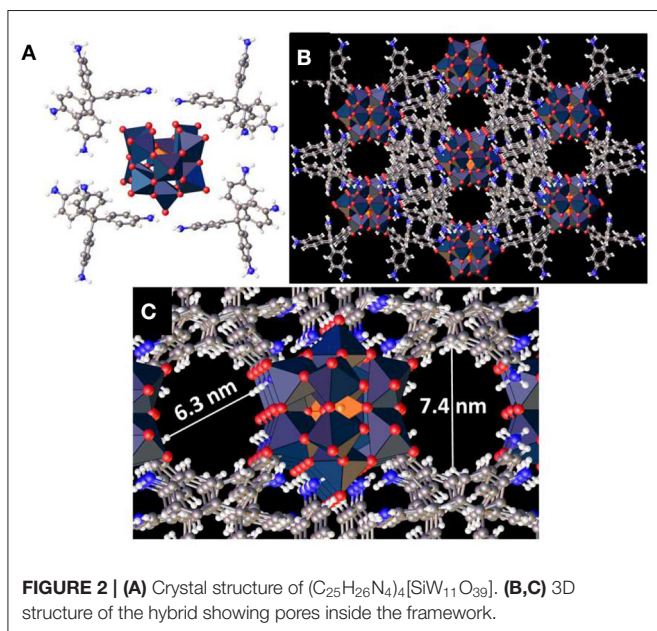 A
B
C
6.3 nm
7.4 nm
FIGURE 2 | (A) Crystal structure of (C₂₅H₂₆N₄)₄[SiW₁₁O₃₉]. (B,C) 3D
structure of the hybrid showing pores inside the framework.